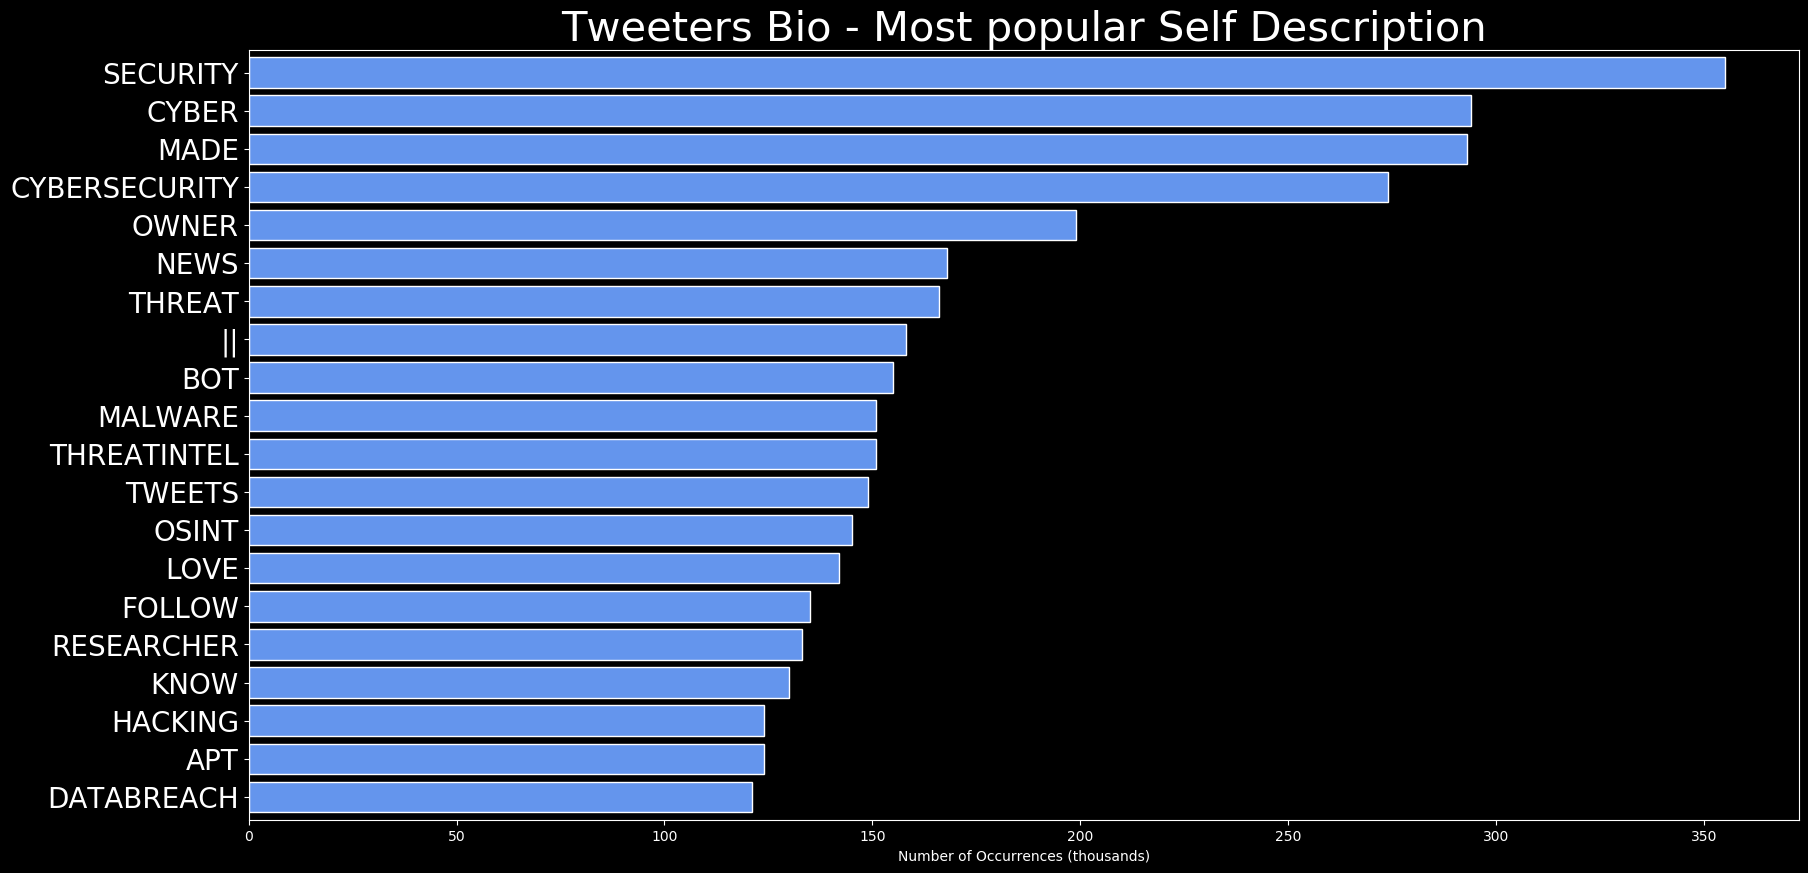 Tweeters Bio - Most popular Self Description
SECURITY
CYBER
MADE
CYBERSECURITY
OWNER
NEWS
THREAT
||
BOT
MALWARE
THREATINTEL
TWEETS
OSINT
LOVE
FOLLOW
RESEARCHER
KNOW
HACKING
APT
DATABREACH
0 50 100 150 200 250 300 350
Number of Occurrences (thousands)